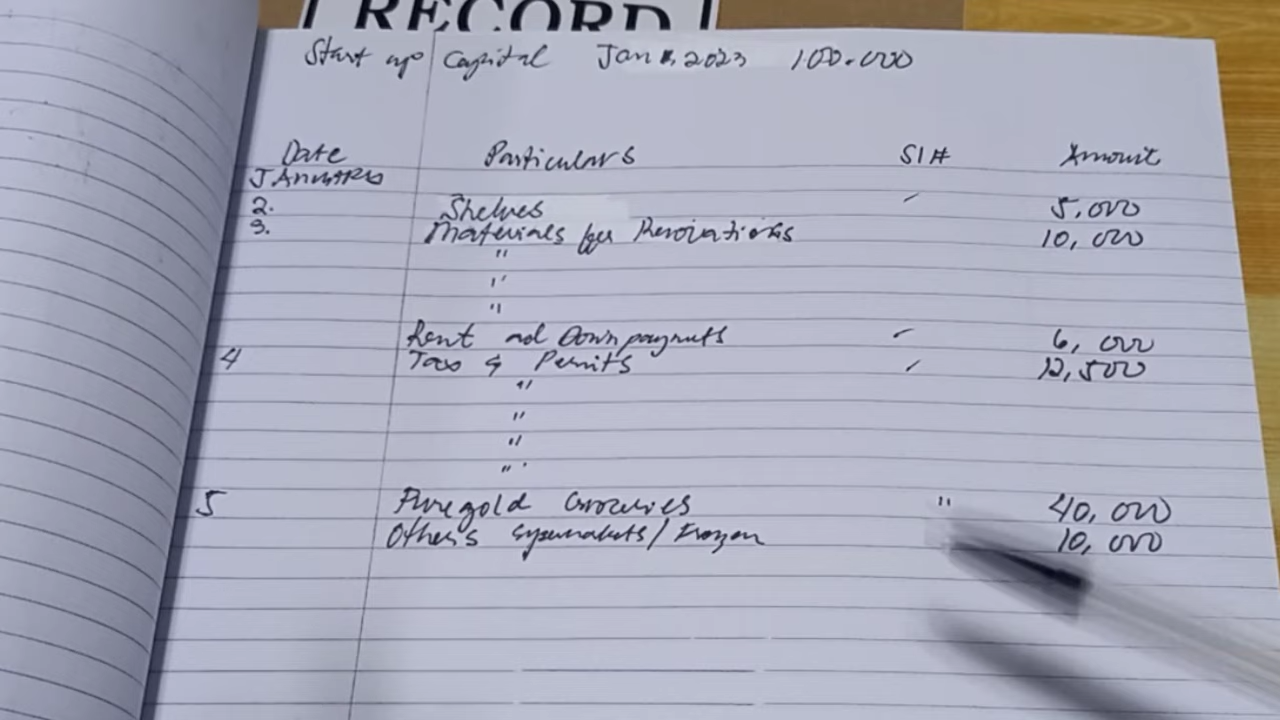 RECORD
Start up Capital Jan 1, 2023 100.000
Date Particulars SI# Amount
JANUARY
2. Shelves ✓ 5,000
3. Materials for Renovations 10,000
"
"
"
Rent and Down payments ✓ 6,000
4 Tax & Permits ✓ 12,500
"
"
"
"
5 Puregold Groceries " 40,000
Others / Frozen 10,000